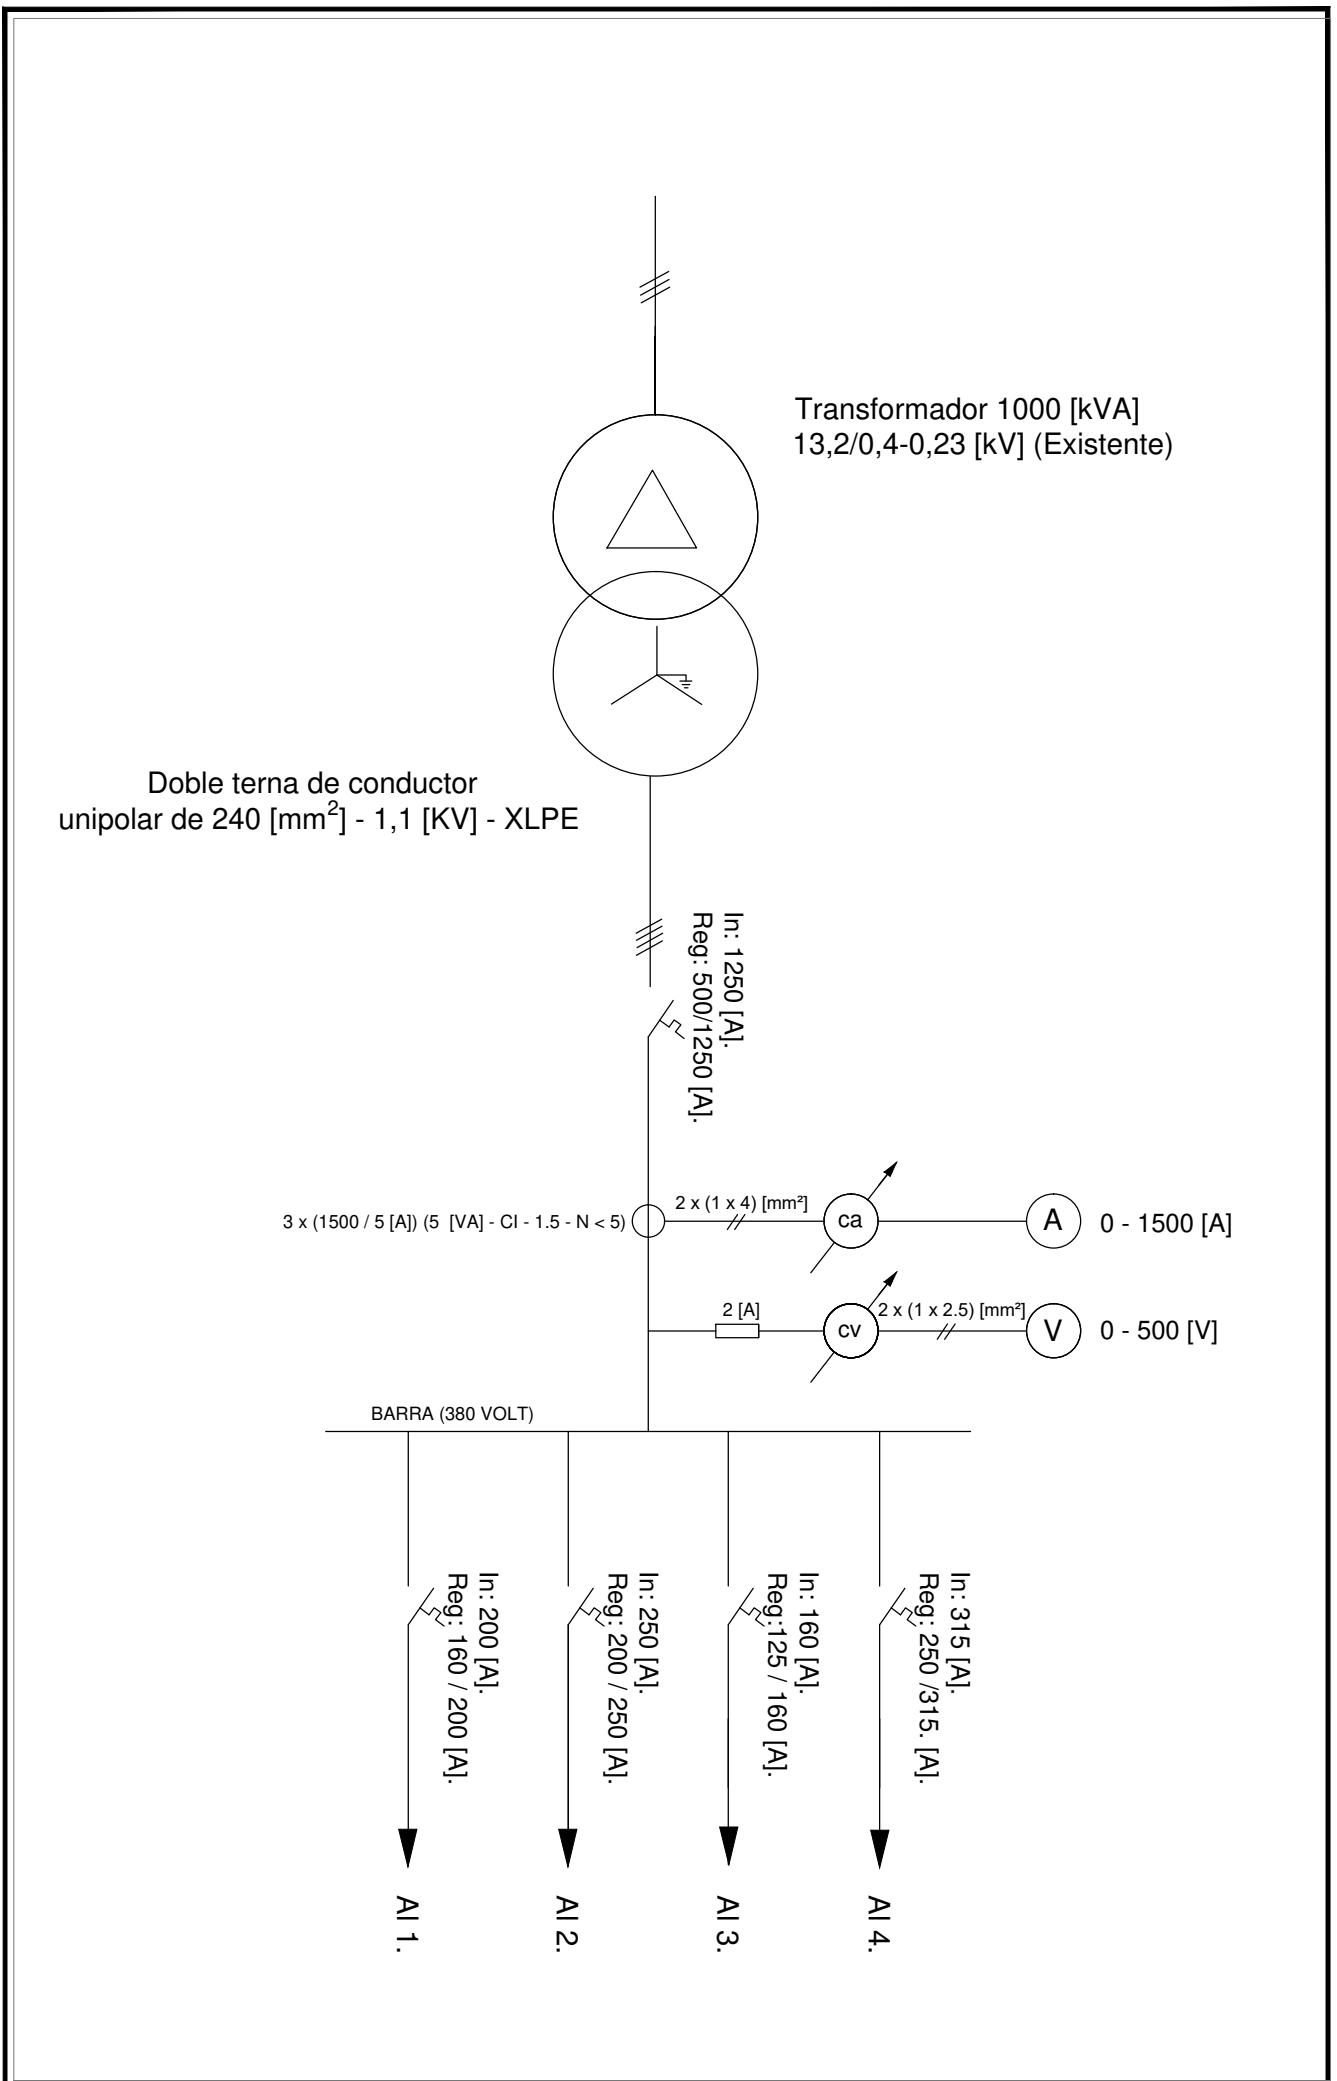 Transformador 1000 [kVA]
13,2/0,4-0,23 [kV] (Existente)
Doble terna de conductor
unipolar de 240 [mm²] - 1,1 [KV] - XLPE
In: 1250 [A].
Reg: 500/1250 [A].
3 x (1500 / 5 [A]) (5 [VA] - Cl - 1.5 - N < 5)
2 x (1 x 4) [mm²]
ca
A
0 - 1500 [A]
2 [A]
cv
2 x (1 x 2.5) [mm²]
V
0 - 500 [V]
BARRA (380 VOLT)
In: 200 [A].
Reg: 160 / 200 [A].
In: 250 [A].
Reg: 200 / 250 [A].
In: 160 [A].
Reg:125 / 160 [A].
In: 315 [A].
Reg: 250 /315. [A].
Al 1.
Al 2.
Al 3.
Al 4.